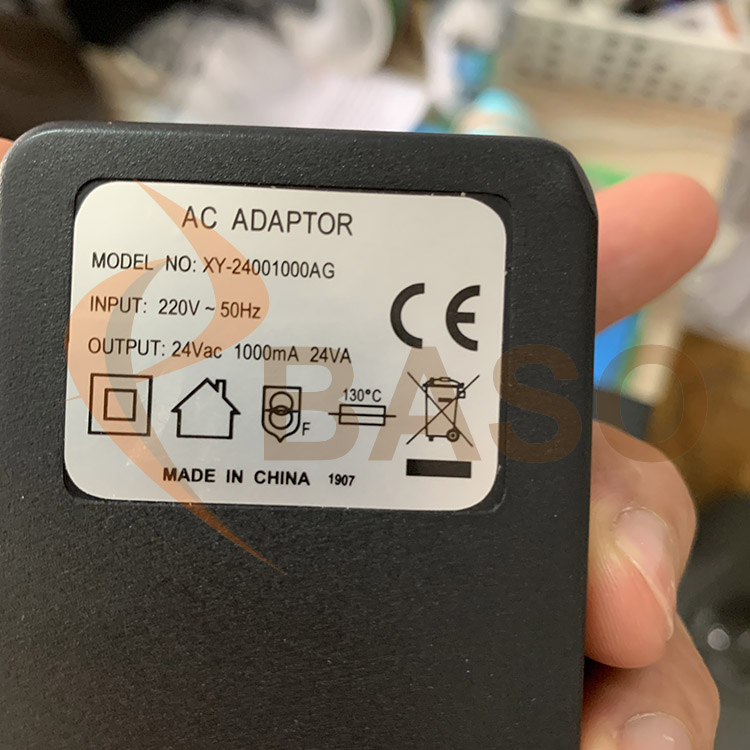 AC ADAPTOR
MODEL NO: XY-24001000AG
INPUT: 220V ~ 50Hz
OUTPUT: 24Vac 1000mA 24VA
CE
130°C
F
BASO
MADE IN CHINA 1907